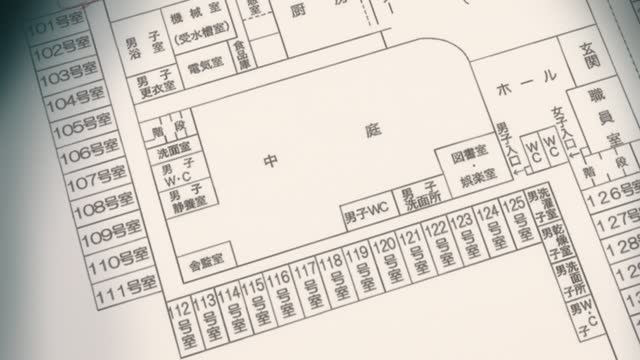 101号室
102号室
103号室
104号室
105号室
106号室
107号室
108号室
109号室
110号室
111号室
男子
浴室
男子
更衣室
機械室
(受水槽室)
電気室
食品庫
厨房
階段
洗面室
男子
W・C
男子
静養室
舎監室
中庭
男子WC
男子
洗面所
図書室
・
娯楽室
ホール
玄関
職員室
男子入口
女子入口
WC
WC
階段
112号室
113号室
114号室
115号室
116号室
117号室
118号室
119号室
120号室
121号室
122号室
123号室
124号室
125号室
男子洗濯室
男子乾燥室
男子洗面所
男子W・C
126号室
127号室
128号室
129号室